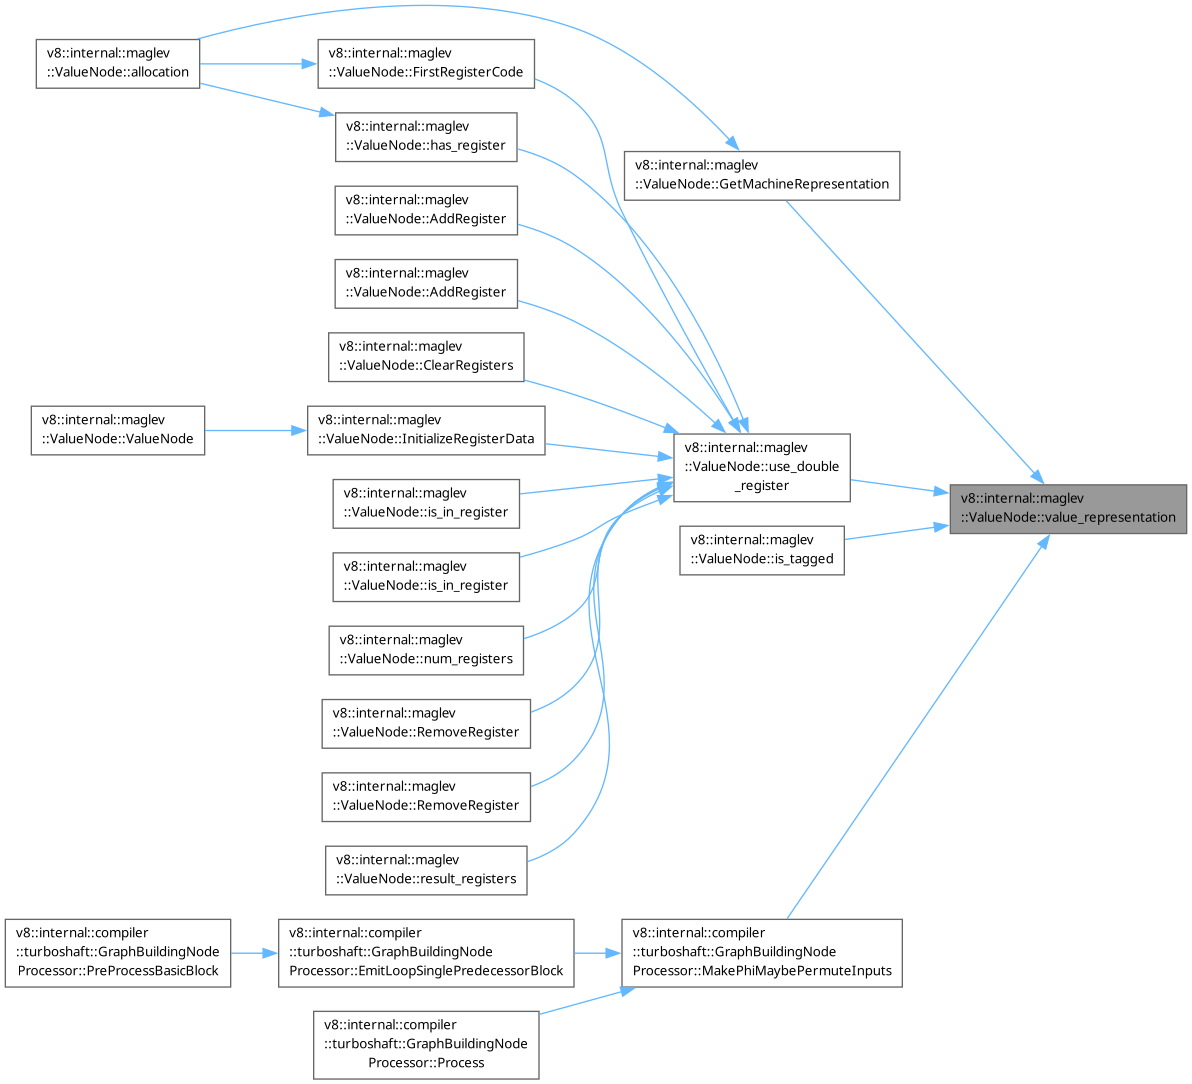 v8::internal::maglev
::ValueNode::allocation
v8::internal::maglev
::ValueNode::FirstRegisterCode
v8::internal::maglev
::ValueNode::has_register
v8::internal::maglev
::ValueNode::GetMachineRepresentation
v8::internal::maglev
::ValueNode::AddRegister
v8::internal::maglev
::ValueNode::AddRegister
v8::internal::maglev
::ValueNode::ClearRegisters
v8::internal::maglev
::ValueNode::ValueNode
v8::internal::maglev
::ValueNode::InitializeRegisterData
v8::internal::maglev
::ValueNode::use_double
_register
v8::internal::maglev
::ValueNode::is_in_register
v8::internal::maglev
::ValueNode::value_representation
v8::internal::maglev
::ValueNode::is_tagged
v8::internal::maglev
::ValueNode::is_in_register
v8::internal::maglev
::ValueNode::num_registers
v8::internal::maglev
::ValueNode::RemoveRegister
v8::internal::maglev
::ValueNode::RemoveRegister
v8::internal::maglev
::ValueNode::result_registers
v8::internal::compiler
::turboshaft::GraphBuildingNode
Processor::PreProcessBasicBlock
v8::internal::compiler
::turboshaft::GraphBuildingNode
Processor::EmitLoopSinglePredecessorBlock
v8::internal::compiler
::turboshaft::GraphBuildingNode
Processor::MakePhiMaybePermuteInputs
v8::internal::compiler
::turboshaft::GraphBuildingNode
Processor::Process